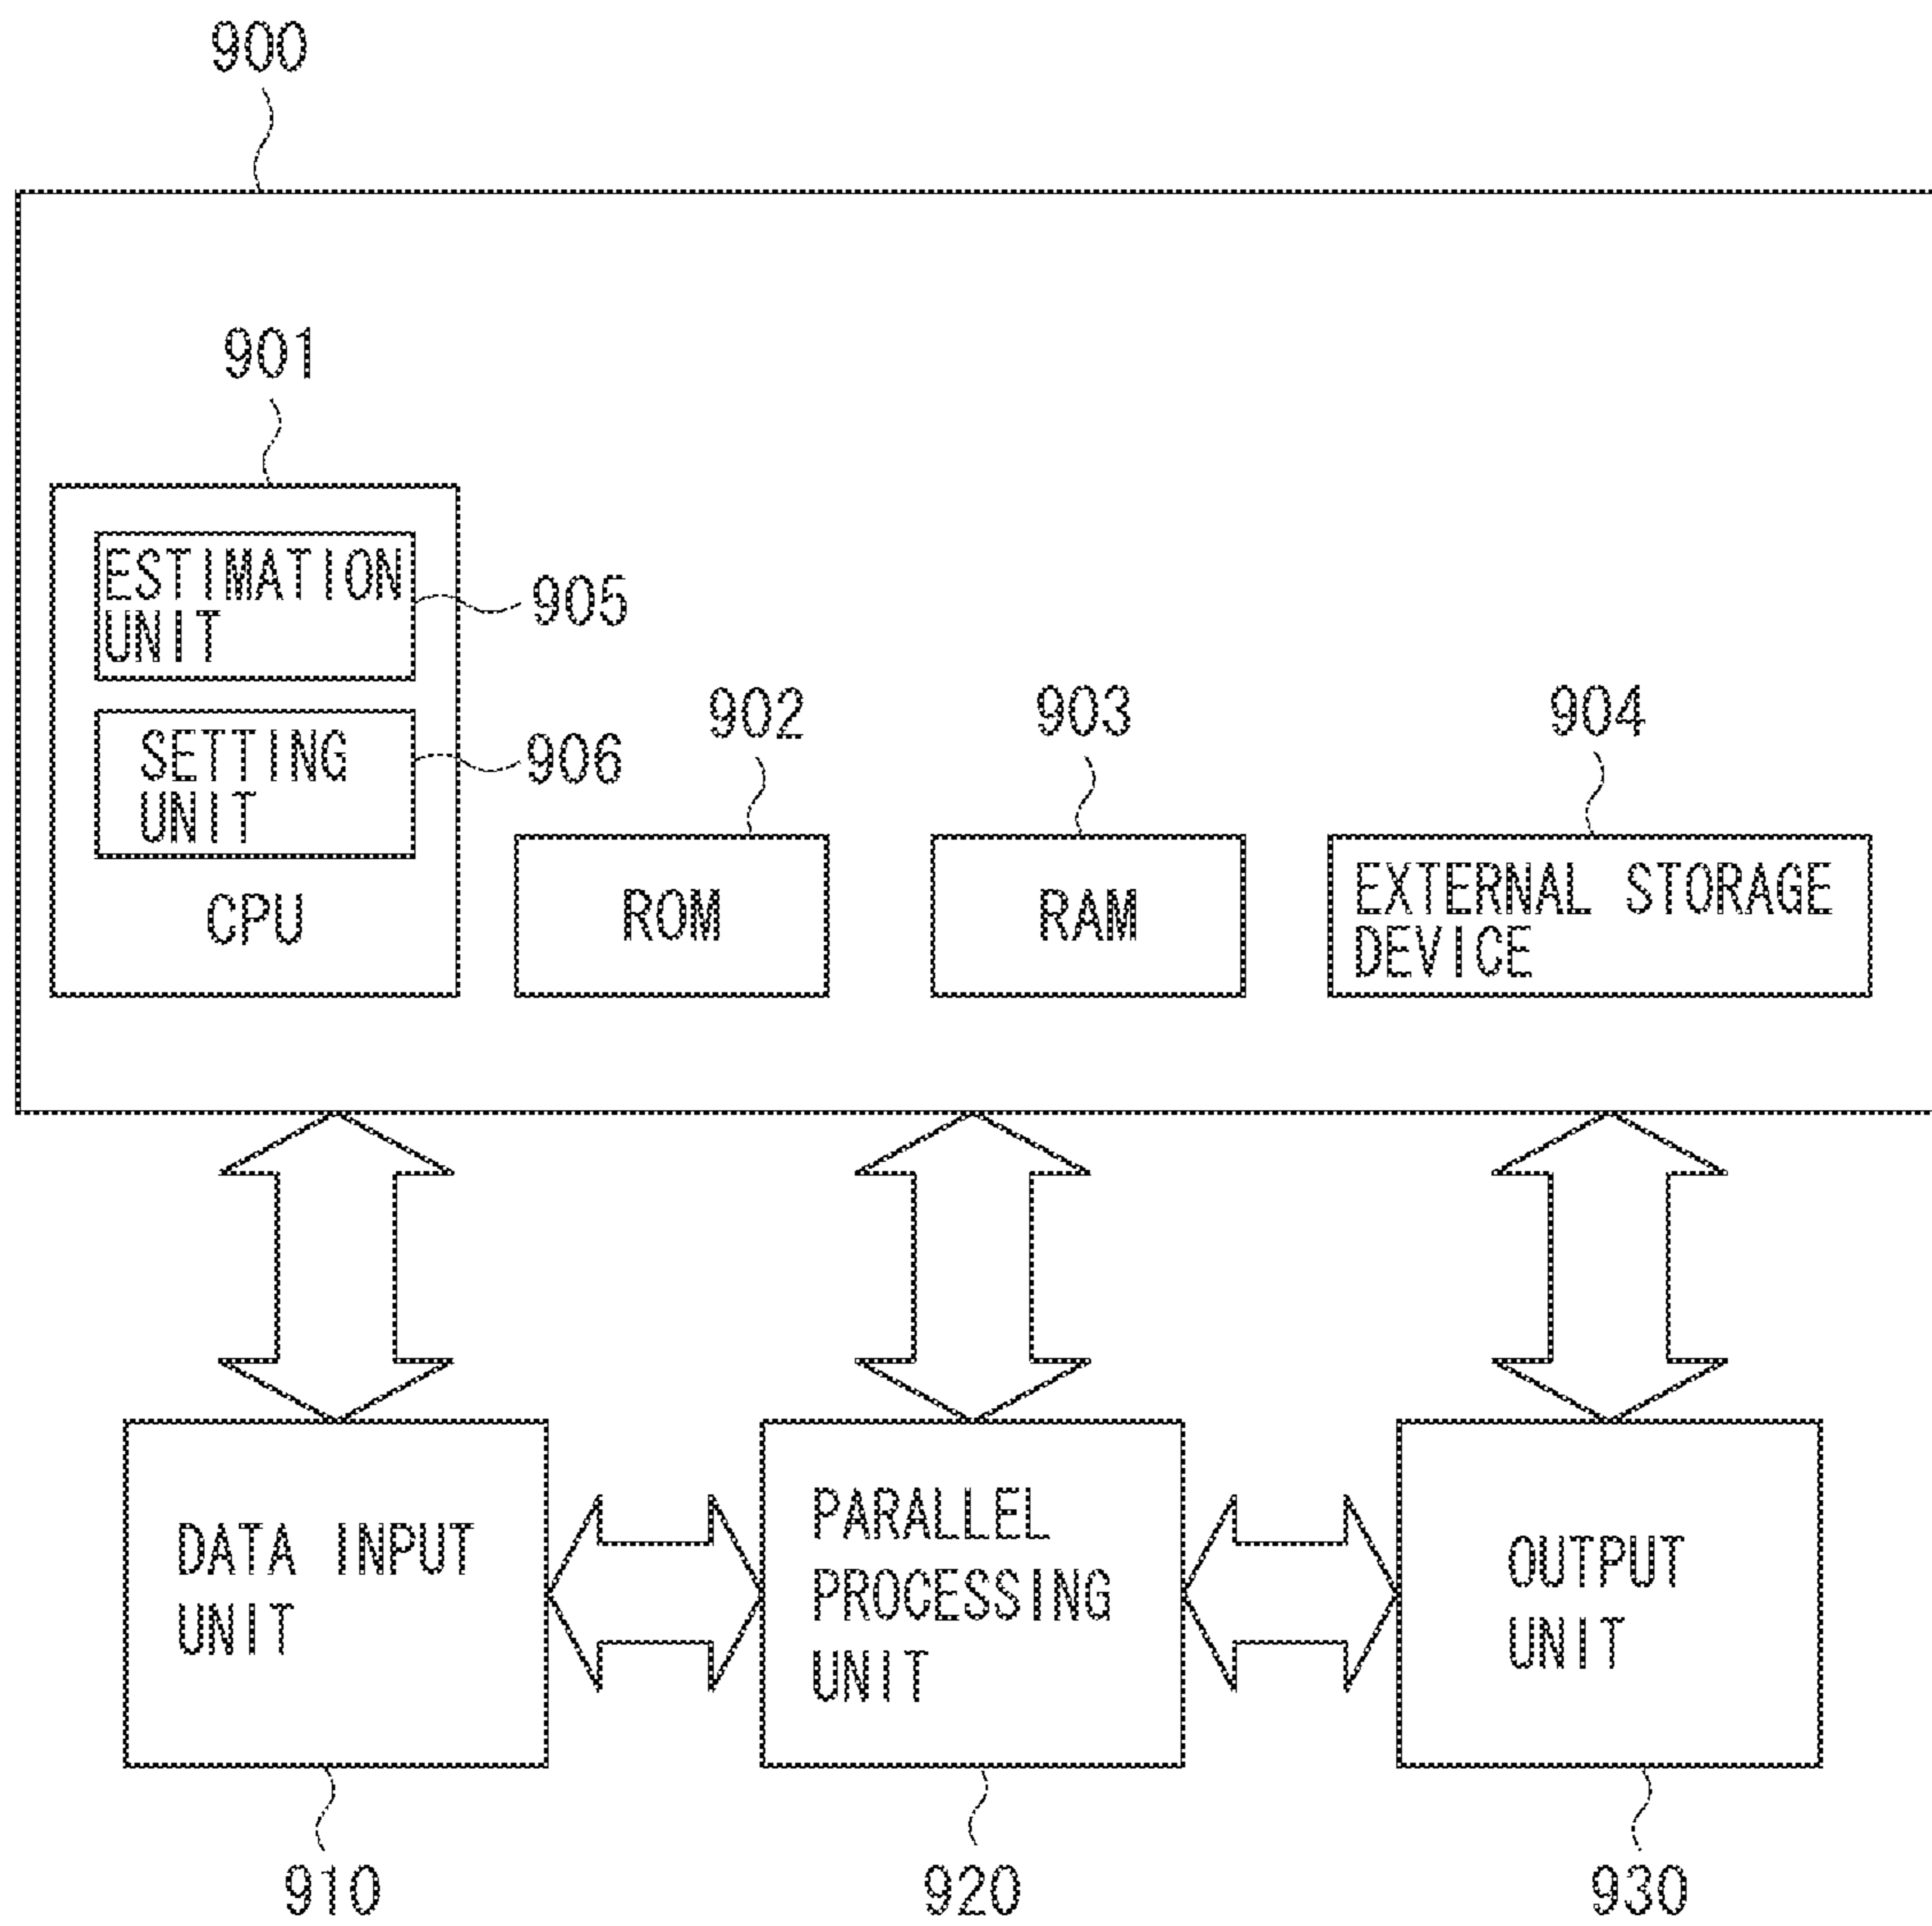 900
901
ESTIMATION
UNIT
905
SETTING
UNIT
906
CPU
902
ROM
903
RAM
904
EXTERNAL STORAGE
DEVICE
DATA INPUT
UNIT
910
PARALLEL
PROCESSING
UNIT
920
OUTPUT
UNIT
930